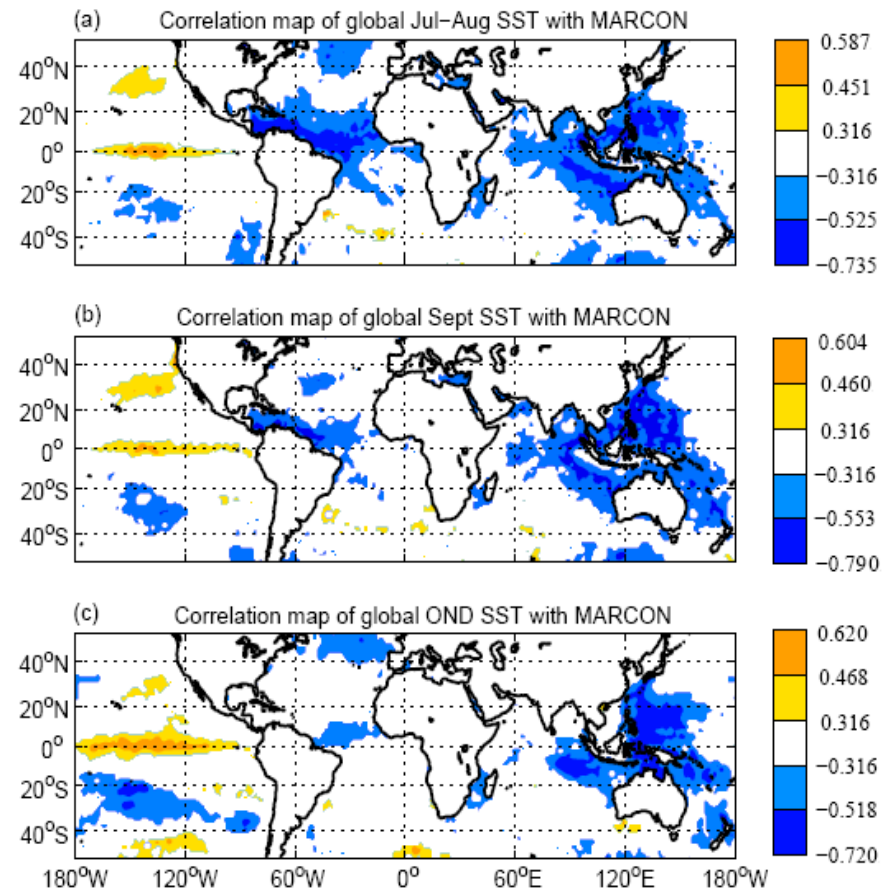 (a) Correlation map of global Jul−Aug SST with MARCON
40°N
20°N
0°
20°S
40°S
0.587
0.451
0.316
−0.316
−0.525
−0.735
(b) Correlation map of global Sept SST with MARCON
40°N
20°N
0°
20°S
40°S
0.604
0.460
0.316
−0.316
−0.553
−0.790
(c) Correlation map of global OND SST with MARCON
40°N
20°N
0°
20°S
40°S
180°W 120°W 60°W 0° 60°E 120°E 180°W
0.620
0.468
0.316
−0.316
−0.518
−0.720